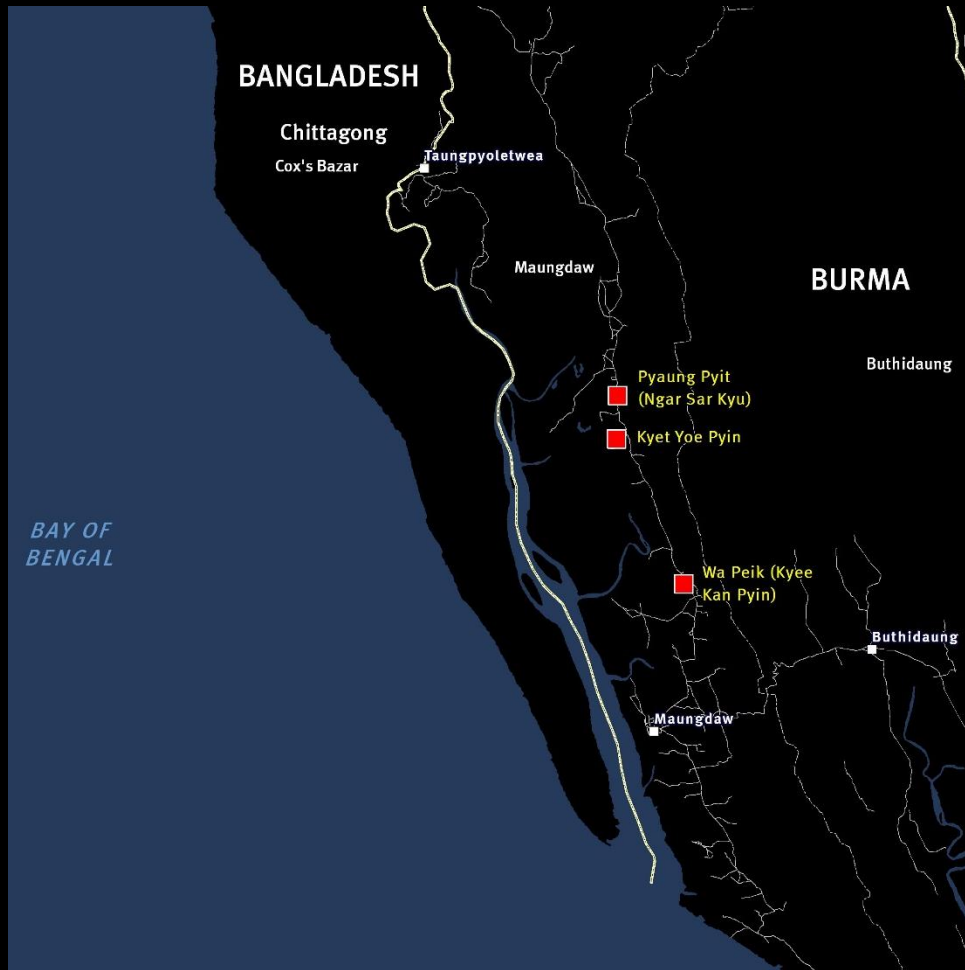 BANGLADESH
Chittagong
Cox's Bazar
Taungpyoletwea
Maungdaw
BURMA
Buthidaung
Pyaung Pyit
(Ngar Sar Kyu)
Kyet Yoe Pyin
BAY OF
BENGAL
Wa Peik (Kyee
Kan Pyin)
Buthidaung
Maungdaw